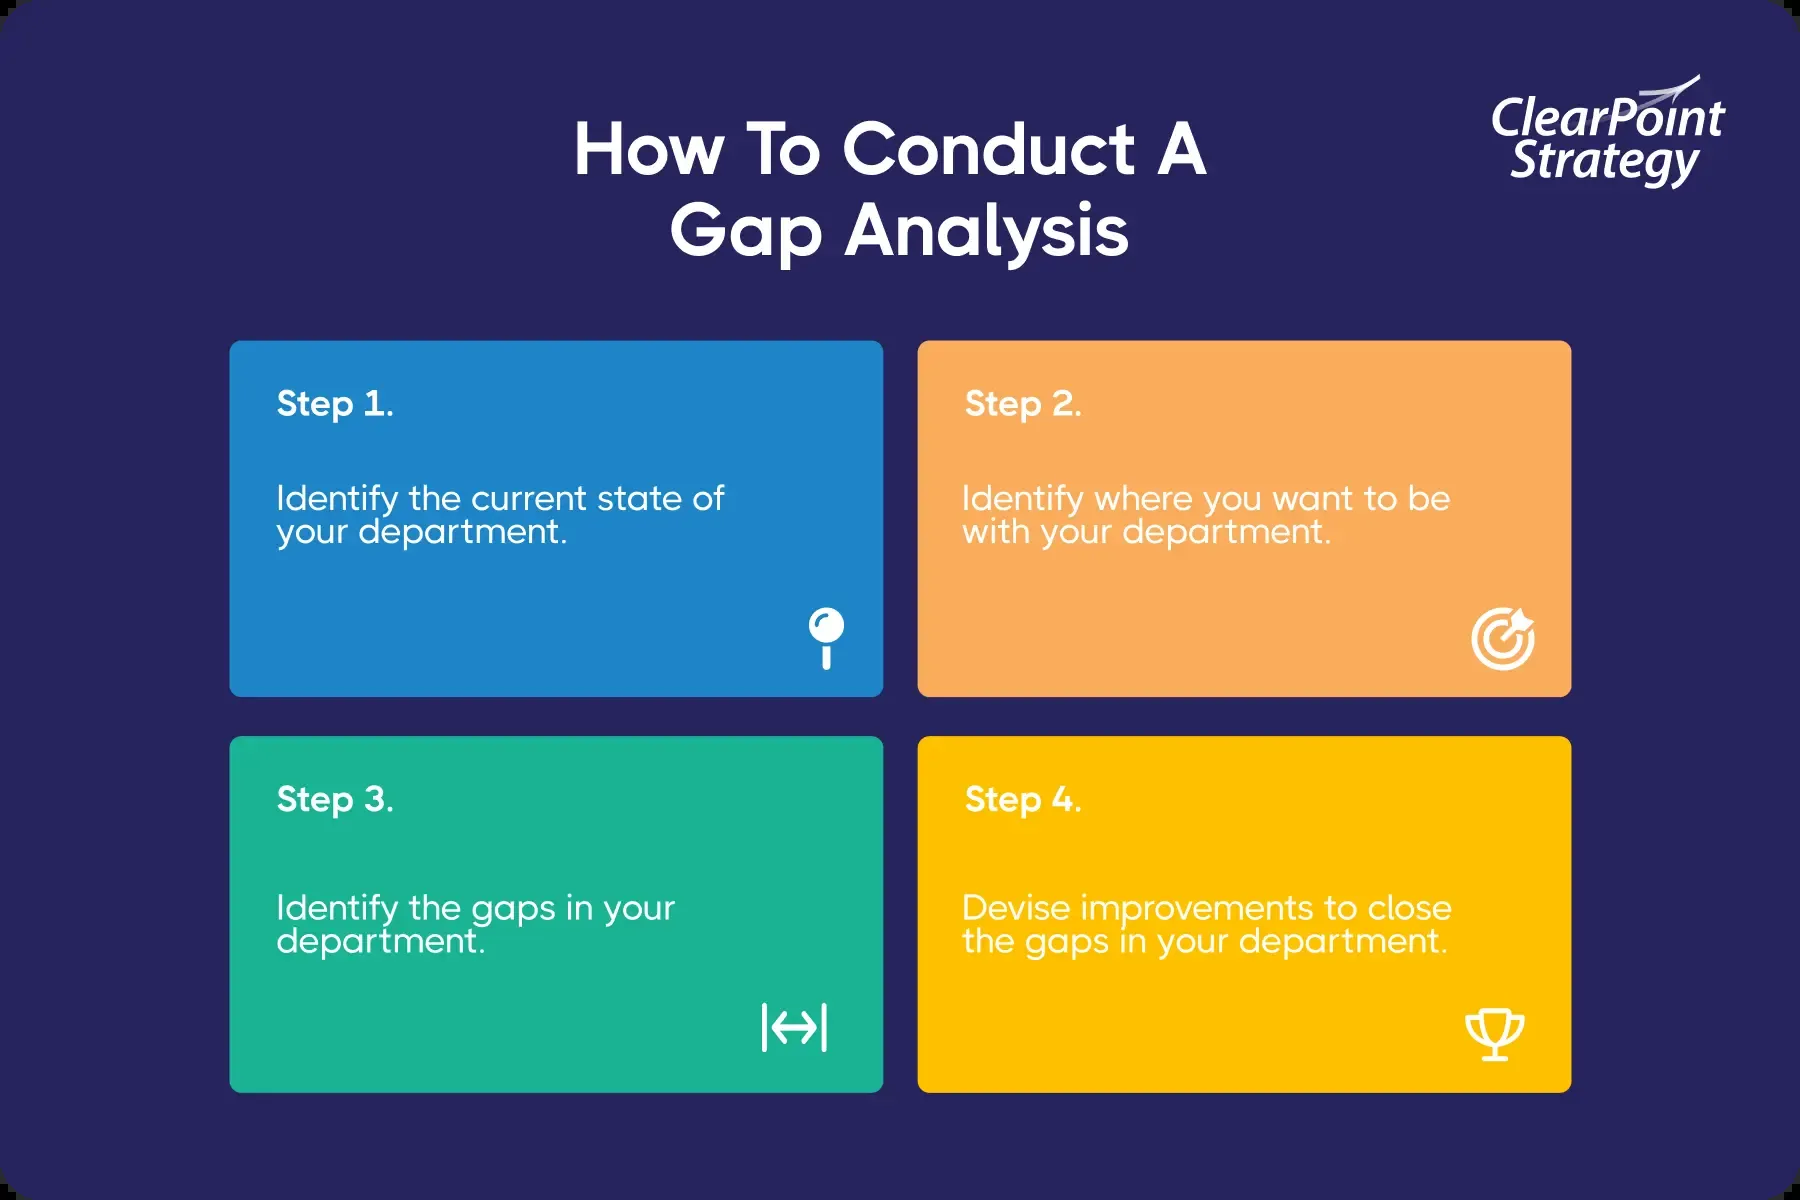 How To Conduct A
Gap Analysis
ClearPoint
Strategy
Step 1.
Identify the current state of
your department.
Step 2.
Identify where you want to be
with your department.
Step 3.
Identify the gaps in your
department.
Step 4.
Devise improvements to close
the gaps in your department.